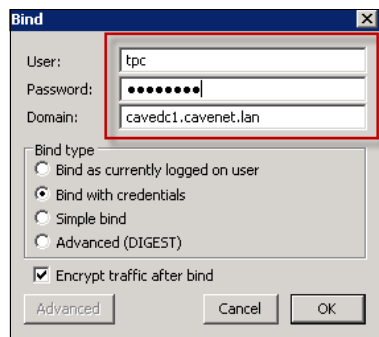 Bind
User: tpc
Password: ●●●●●●●●
Domain: cavedc1.cavenet.lan
Bind type
Bind as currently logged on user
Bind with credentials
Simple bind
Advanced (DIGEST)
Encrypt traffic after bind
Advanced Cancel OK